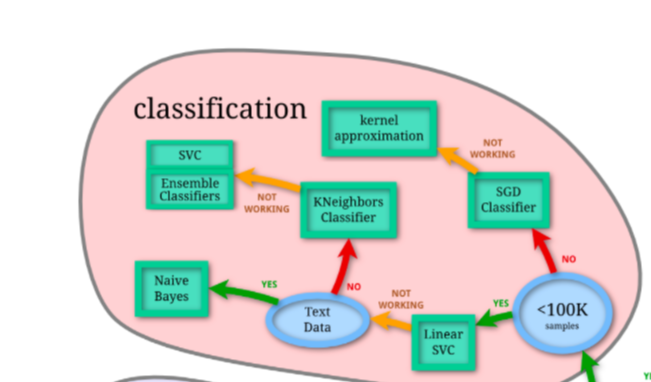 classification
kernel
approximation
NOT
WORKING
SVC
Ensemble
Classifiers
NOT
WORKING
KNeighbors
Classifier
SGD
Classifier
NO
Naive
Bayes
YES
NO
Text
Data
NOT
WORKING
Linear
SVC
YES
<100K
samples